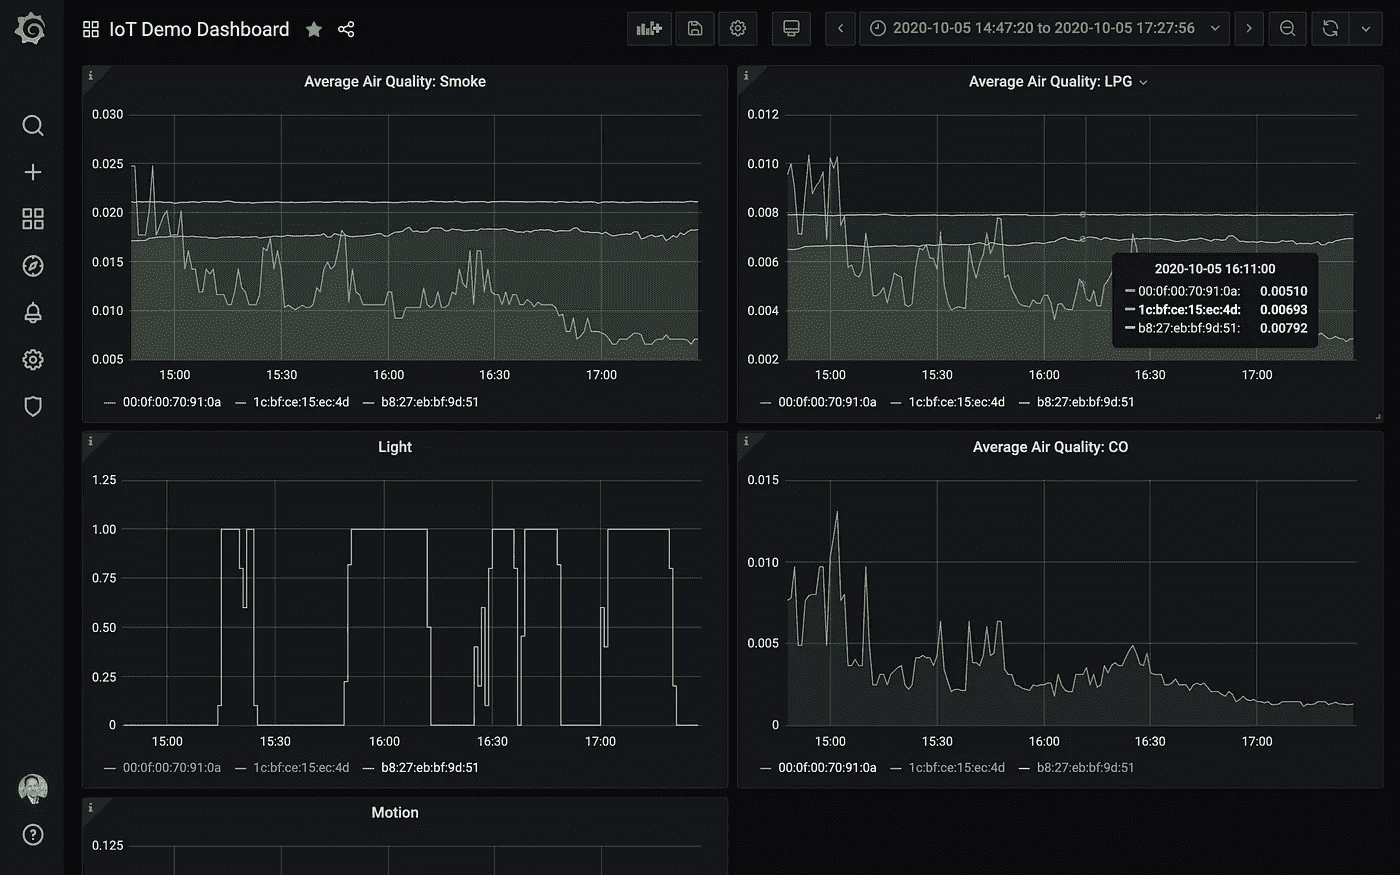 IoT Demo Dashboard
2020-10-05 14:47:20 to 2020-10-05 17:27:56
Average Air Quality: Smoke
0.030
0.025
0.020
0.015
0.010
0.005
15:00 15:30 16:00 16:30 17:00
00:0f:00:70:91:0a 1c:bf:ce:15:ec:4d b8:27:eb:bf:9d:51
Average Air Quality: LPG
0.012
0.010
0.008
0.006
0.004
0.002
2020-10-05 16:11:00
00:0f:00:70:91:0a: 0.00510
1c:bf:ce:15:ec:4d: 0.00693
b8:27:eb:bf:9d:51: 0.00792
15:00 15:30 16:00 16:30 17:00
00:0f:00:70:91:0a 1c:bf:ce:15:ec:4d b8:27:eb:bf:9d:51
Light
1.25
1.00
0.75
0.50
0.25
0
15:00 15:30 16:00 16:30 17:00
00:0f:00:70:91:0a 1c:bf:ce:15:ec:4d b8:27:eb:bf:9d:51
Average Air Quality: CO
0.015
0.010
0.005
0
15:00 15:30 16:00 16:30 17:00
00:0f:00:70:91:0a 1c:bf:ce:15:ec:4d b8:27:eb:bf:9d:51
Motion
0.125